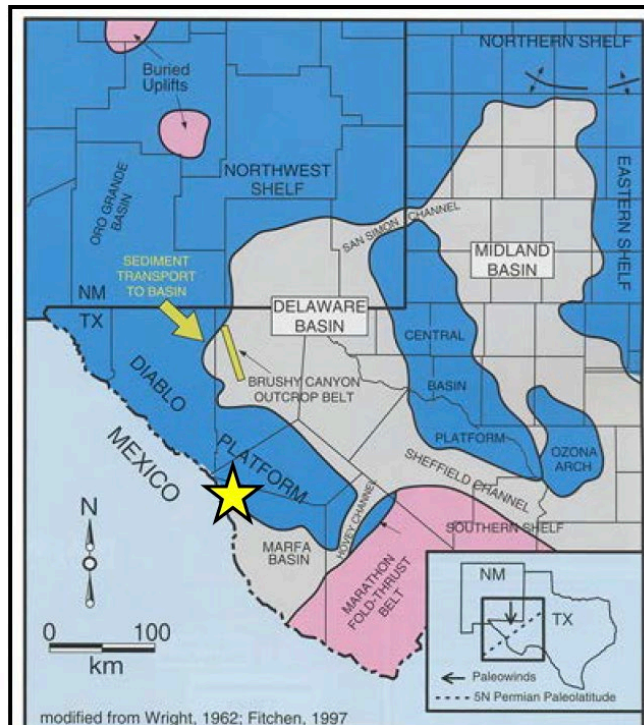 NORTHERN SHELF
Buried
Uplifts
ORO GRANDE
BASIN
NORTHWEST
SHELF
EASTERN SHELF
SAN SIMON CHANNEL
MIDLAND
BASIN
SEDIMENT
TRANSPORT
TO BASIN
NM
TX
DELAWARE
BASIN
CENTRAL
BASIN
PLATFORM
BRUSHY CANYON
OUTCROP BELT
DIABLO
PLATFORM
MEXICO
OZONA
ARCH
SHEFFIELD CHANNEL
HOVEY CHANNEL
SOUTHERN SHELF
MARFA
BASIN
MARATHON
FOLD-THRUST
BELT
N
0 100
km
NM
TX
Paleowinds
5N Permian Paleolatitude
modified from Wright, 1962; Fitchen, 1997